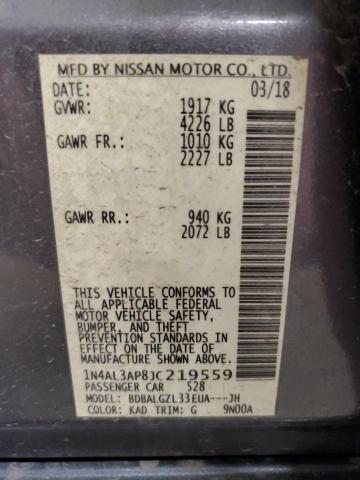 MFD BY NISSAN MOTOR CO., LTD.
DATE: 03/18
GVWR: 1917 KG
4226 LB
GAWR FR.: 1010 KG
2227 LB
GAWR RR.: 940 KG
2072 LB
THIS VEHICLE CONFORMS TO
ALL APPLICABLE FEDERAL
MOTOR VEHICLE SAFETY,
BUMPER, AND THEFT
PREVENTION STANDARDS
IN EFFECT ON THE DATE OF
MANUFACTURE SHOWN ABOVE.
1N4AL3AP8JC219559
PASSENGER CAR 528
MODEL: BDBALGZL33EUA---JH
COLOR: KAD TRIM: G 9N00A